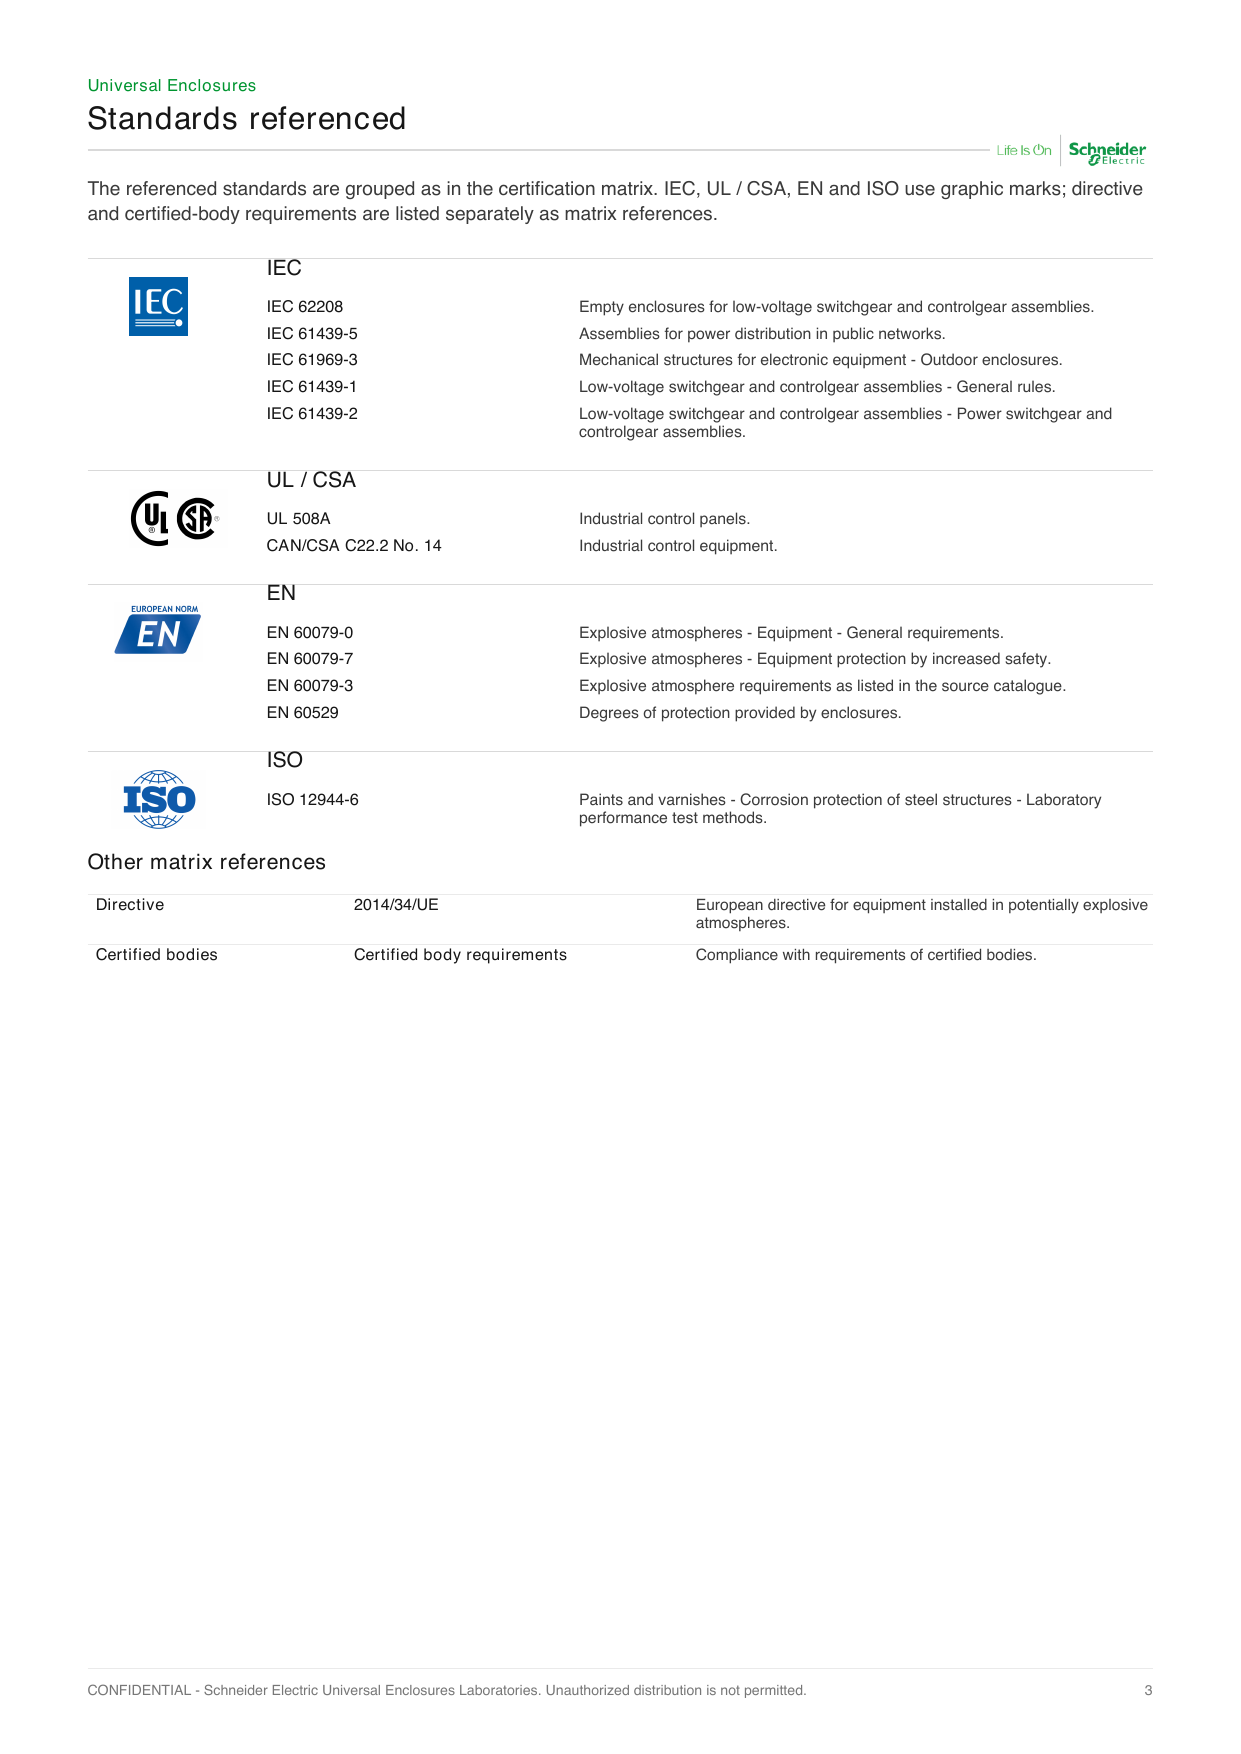 Universal Enclosures
Standards referenced
Life Is On
Schneider
Electric
The referenced standards are grouped as in the certification matrix. IEC, UL / CSA, EN and ISO use graphic marks; directive
and certified-body requirements are listed separately as matrix references.
IEC
IEC
IEC 62208 Empty enclosures for low-voltage switchgear and controlgear assemblies.
IEC 61439-5 Assemblies for power distribution in public networks.
IEC 61969-3 Mechanical structures for electronic equipment - Outdoor enclosures.
IEC 61439-1 Low-voltage switchgear and controlgear assemblies - General rules.
IEC 61439-2 Low-voltage switchgear and controlgear assemblies - Power switchgear and
controlgear assemblies.
UL / CSA
UL ® SA ®
UL 508A Industrial control panels.
CAN/CSA C22.2 No. 14 Industrial control equipment.
EN
EUROPEAN NORM
EN
EN 60079-0 Explosive atmospheres - Equipment - General requirements.
EN 60079-7 Explosive atmospheres - Equipment protection by increased safety.
EN 60079-3 Explosive atmosphere requirements as listed in the source catalogue.
EN 60529 Degrees of protection provided by enclosures.
ISO
ISO
ISO 12944-6 Paints and varnishes - Corrosion protection of steel structures - Laboratory
performance test methods.
Other matrix references
Directive 2014/34/UE European directive for equipment installed in potentially explosive
atmospheres.
Certified bodies Certified body requirements Compliance with requirements of certified bodies.
CONFIDENTIAL - Schneider Electric Universal Enclosures Laboratories. Unauthorized distribution is not permitted. 3